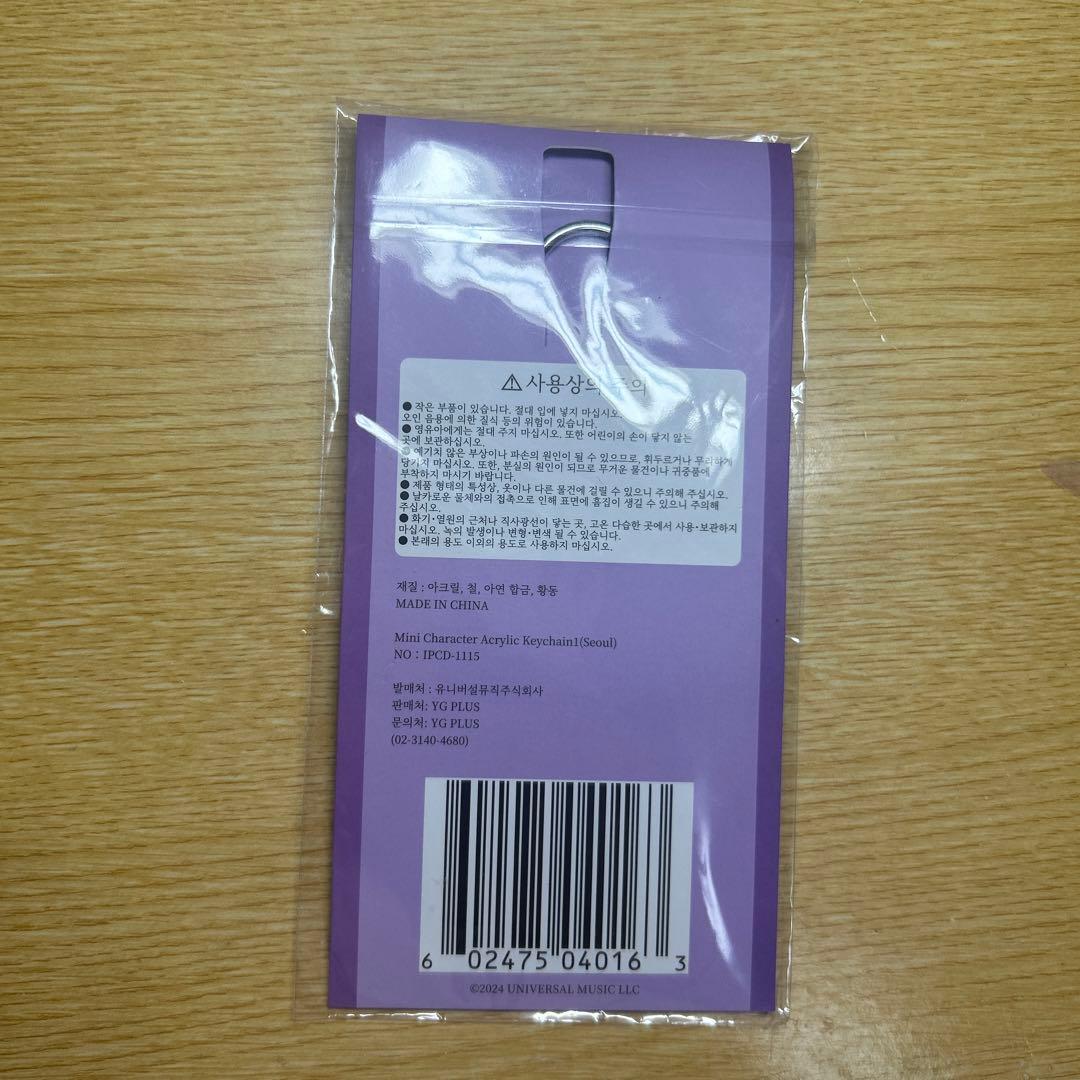 ⚠사용상의
● 작은 부품이 있습니다. 절대 입에 넣지 마십시오.
오인 음용에 의한 질식 등의 위험이 있습니다.
● 영유아에게는 절대 주지 마십시오. 또한 어린이의 손이 닿지 않는
곳에 보관하십시오.
● 예기치 않은 부상이나 파손의 원인이 될 수 있으므로, 휘두르거나 무리하게
당기지 마십시오. 또한, 분실의 원인이 되므로 무거운 물건이나 귀중품에
부착하지 마시기 바랍니다.
● 제품 형태의 특성상, 옷이나 다른 물건에 걸릴 수 있으니 주의해 주십시오.
● 날카로운 물체와의 접촉으로 인해 표면에 흠집이 생길 수 있으니 주의해
주십시오.
● 화기·열원의 근처나 직사광선이 닿는 곳, 고온 다습한 곳에서 사용·보관하지
마십시오. 녹의 발생이나 변형·변색 될 수 있습니다.
● 본래의 용도 이외의 용도로 사용하지 마십시오.
재질 : 아크릴, 철, 아연 합금, 황동
MADE IN CHINA
Mini Character Acrylic Keychain1(Seoul)
NO : IPCD-1115
발매처 : 유니버설뮤직주식회사
판매처: YG PLUS
문의처: YG PLUS
(02-3140-4680)
6 02475 04016 3
©2024 UNIVERSAL MUSIC LLC